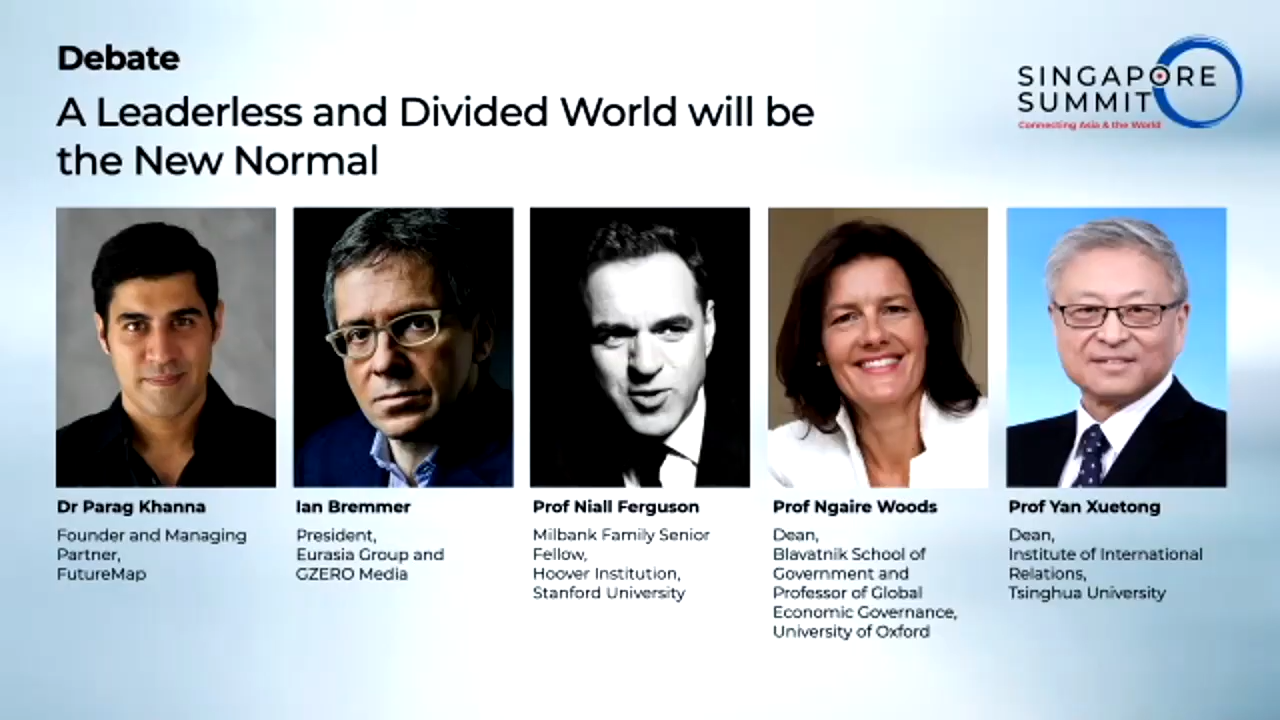 Debate
A Leaderless and Divided World will be
the New Normal
SINGAPORE
SUMMIT
Connecting Asia & the World
Dr Parag Khanna
Founder and Managing
Partner,
FutureMap
Ian Bremmer
President,
Eurasia Group and
GZERO Media
Prof Niall Ferguson
Milbank Family Senior
Fellow,
Hoover Institution,
Stanford University
Prof Ngaire Woods
Dean,
Blavatnik School of
Government and
Professor of Global
Economic Governance,
University of Oxford
Prof Yan Xuetong
Dean,
Institute of International
Relations,
Tsinghua University